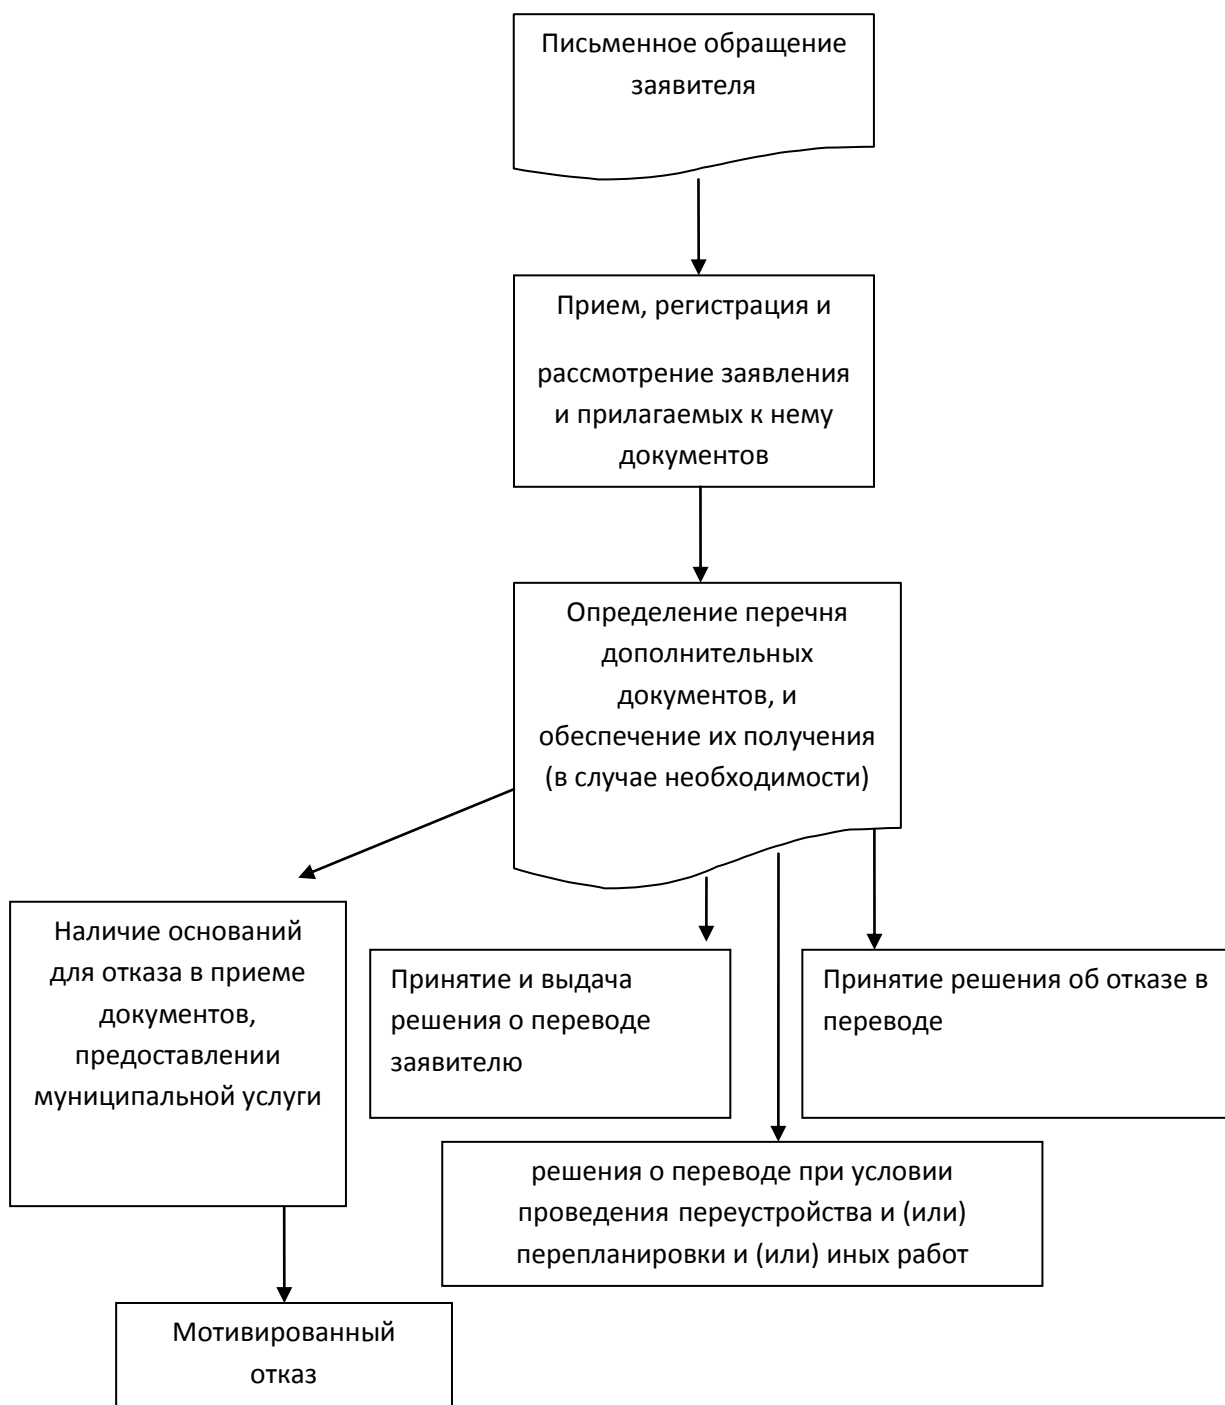 Письменное обращение
заявителя
Прием, регистрация и
рассмотрение заявления
и прилагаемых к нему
документов
Определение перечня
дополнительных
документов, и
обеспечение их получения
(в случае необходимости)
Наличие оснований
для отказа в приеме
документов,
предоставлении
муниципальной услуги
Принятие и выдача
решения о переводе
заявителю
Принятие решения об отказе в
переводе
решения о переводе при условии
проведения переустройства и (или)
перепланировки и (или) иных работ
Мотивированный
отказ